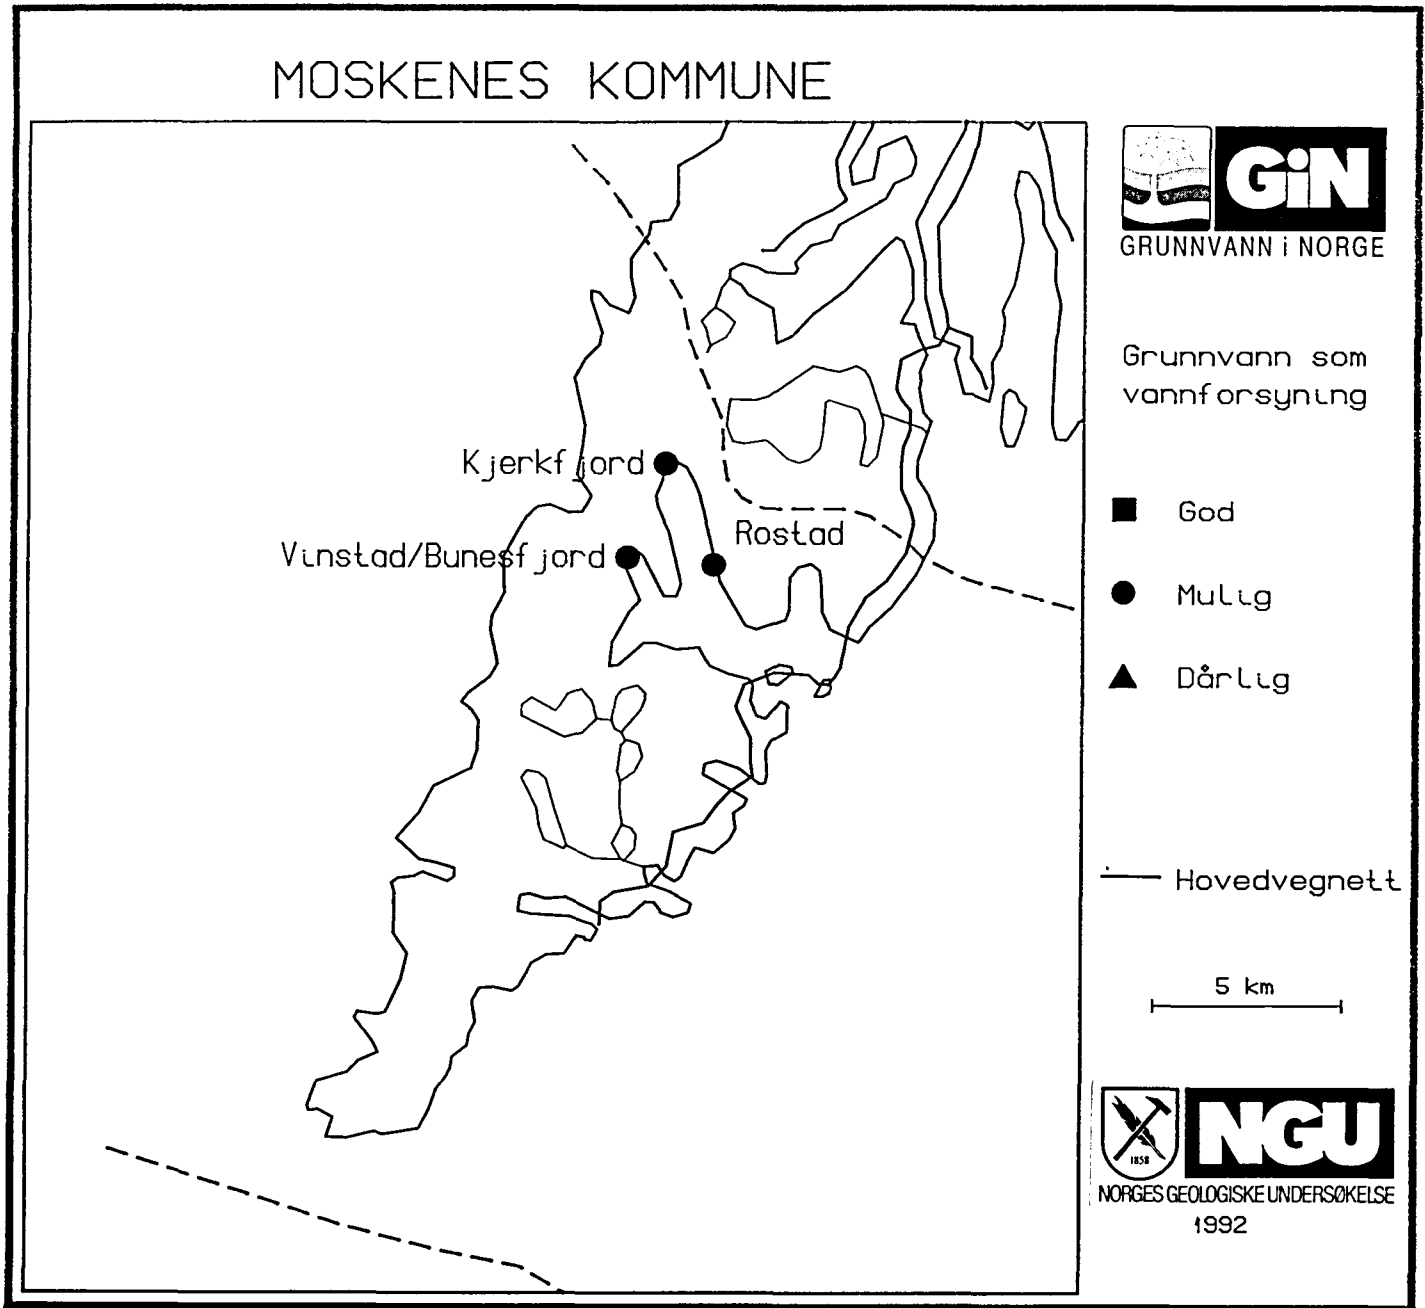 MOSKENES KOMMUNE
GiN
GRUNNVANN i NORGE
Grunnvann som
vannforsyning
Kjerkfjord
Rostad
Vinstad/Bunesfjord
God
Mulig
Dårlig
Hovedvegnett
5 km
1858
NGU
NORGES GEOLOGISKE UNDERSØKELSE
1992